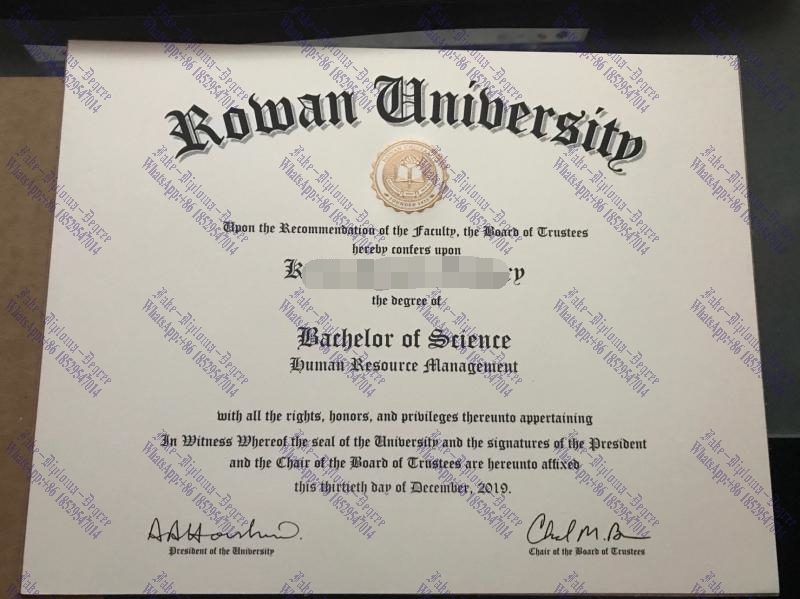 Rowan University
Upon the Recommendation of the Faculty, the Board of Trustees
hereby confers upon
the degree of
Bachelor of Science
Human Resource Management
with all the rights, honors, and privileges thereunto appertaining
In Witness Whereof the seal of the University and the signatures of the President
and the Chair of the Board of Trustees are hereunto affixed
this thirtieth day of December, 2019.
President of the University
Chair of the Board of Trustees
Fake-Diploma-Degree
WhatsApp:+86 18529547014